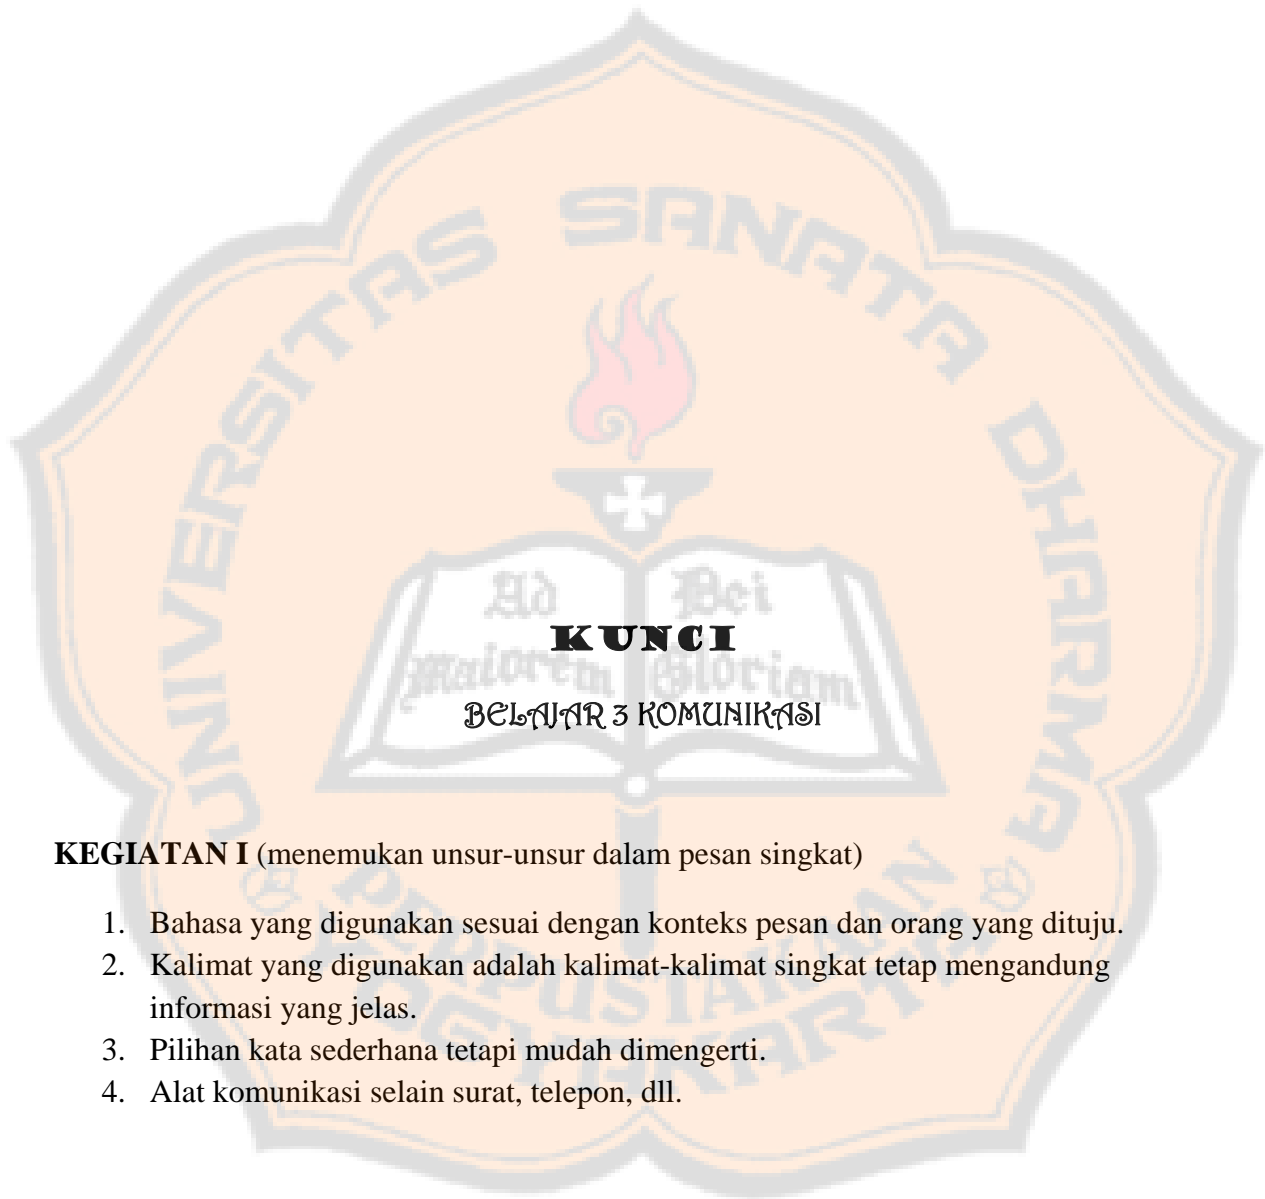 UNIVERSITAS SANATA DHARMA
Ad Dei
Maiorem Gloriam
KUNCI
BELAJAR 3 KOMUNIKASI
KEGIATAN I (menemukan unsur-unsur dalam pesan singkat)
1. Bahasa yang digunakan sesuai dengan konteks pesan dan orang yang dituju.
2. Kalimat yang digunakan adalah kalimat-kalimat singkat tetap mengandung
informasi yang jelas.
3. Pilihan kata sederhana tetapi mudah dimengerti.
4. Alat komunikasi selain surat, telepon, dll.
PERPUSTAKAAN
YOGYAKARTA